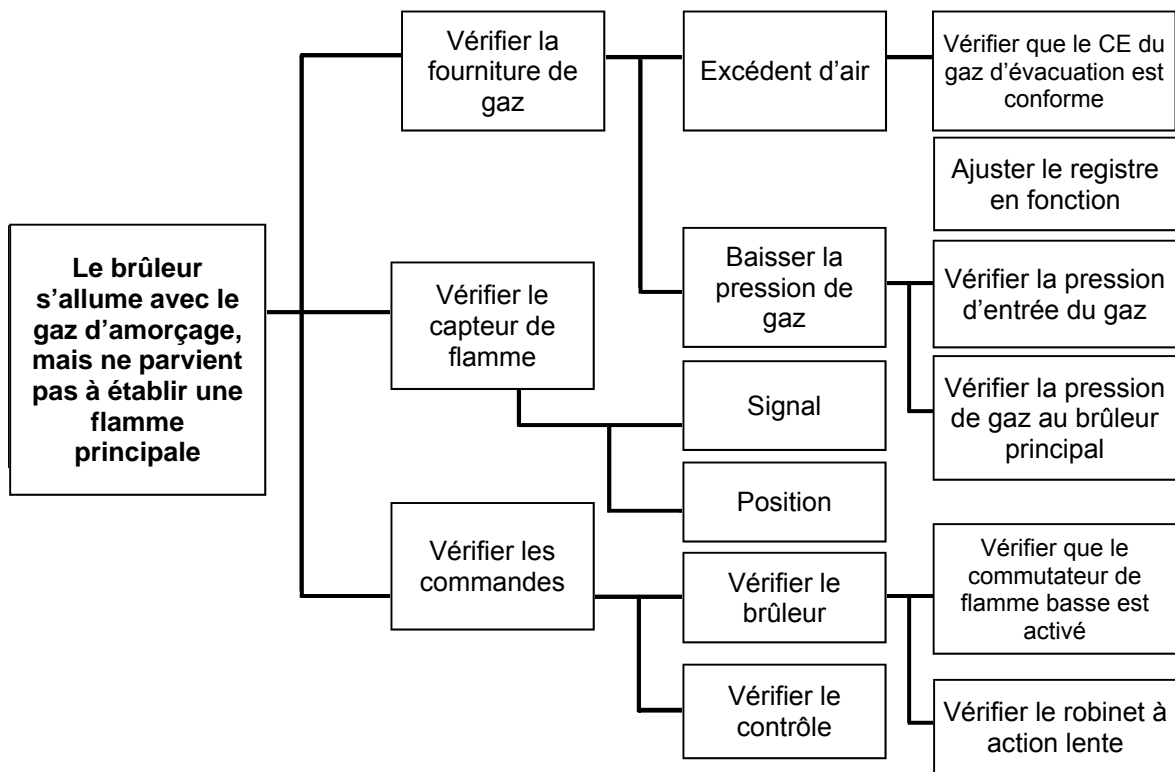 Le brûleur
s’allume avec le
gaz d’amorçage,
mais ne parvient
pas à établir une
flamme
principale
Vérifier la
fourniture de
gaz
Excédent d’air
Vérifier que le CE du
gaz d’évacuation est
conforme
Ajuster le registre
en fonction
Baisser la
pression de
gaz
Vérifier la pression
d’entrée du gaz
Vérifier la pression
de gaz au brûleur
principal
Vérifier le
capteur de
flamme
Signal
Position
Vérifier les
commandes
Vérifier le
brûleur
Vérifier que le
commutateur de
flamme basse est
activé
Vérifier le robinet à
action lente
Vérifier le
contrôle